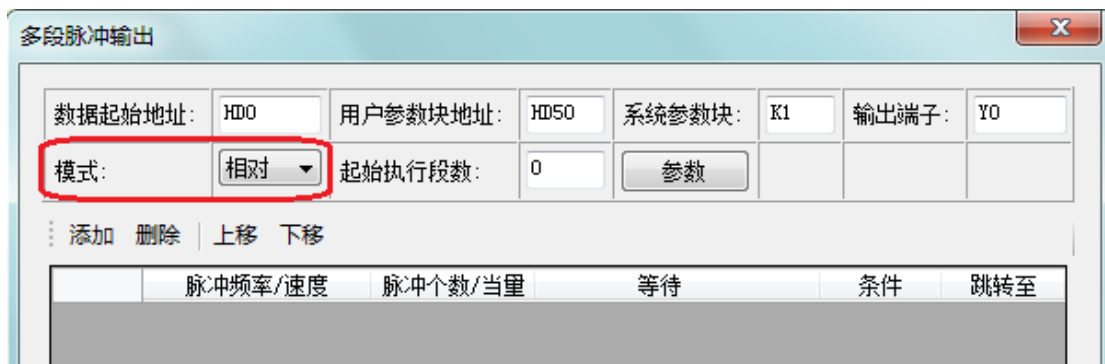 多段脉冲输出
数据起始地址: HD0 用户参数块地址: HD50 系统参数块: K1 输出端子: Y0
模式: 相对 起始执行段数: 0 参数
添加 删除 上移 下移
脉冲频率/速度 脉冲个数/当量 等待 条件 跳转至